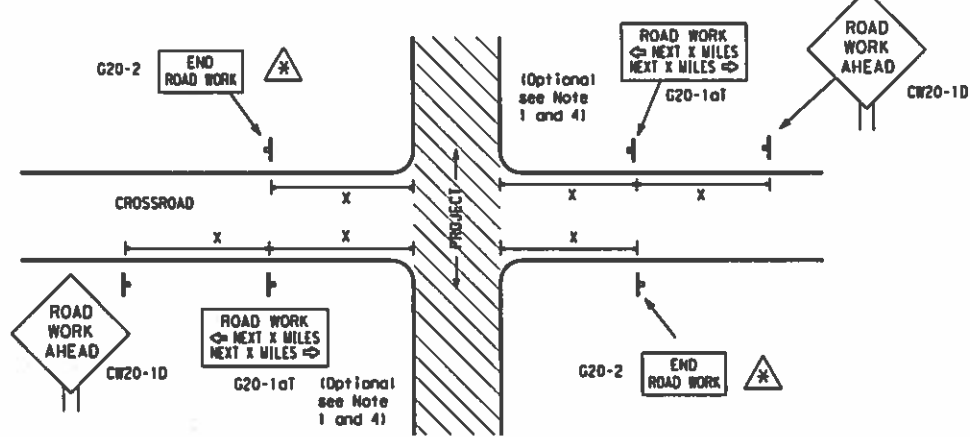 G20-2
END
ROAD WORK
*
(Optional
see Note
1 and 4)
ROAD WORK
⇦ NEXT X MILES
NEXT X MILES ⇨
G20-1aT
ROAD
WORK
AHEAD
CW20-1D
X
X
X
CROSSROAD
PROJECT
X
X
X
ROAD
WORK
AHEAD
CW20-1D
ROAD WORK
⇦ NEXT X MILES
NEXT X MILES ⇨
G20-1aT
(Optional
see Note
1 and 4)
G20-2
END
ROAD WORK
*